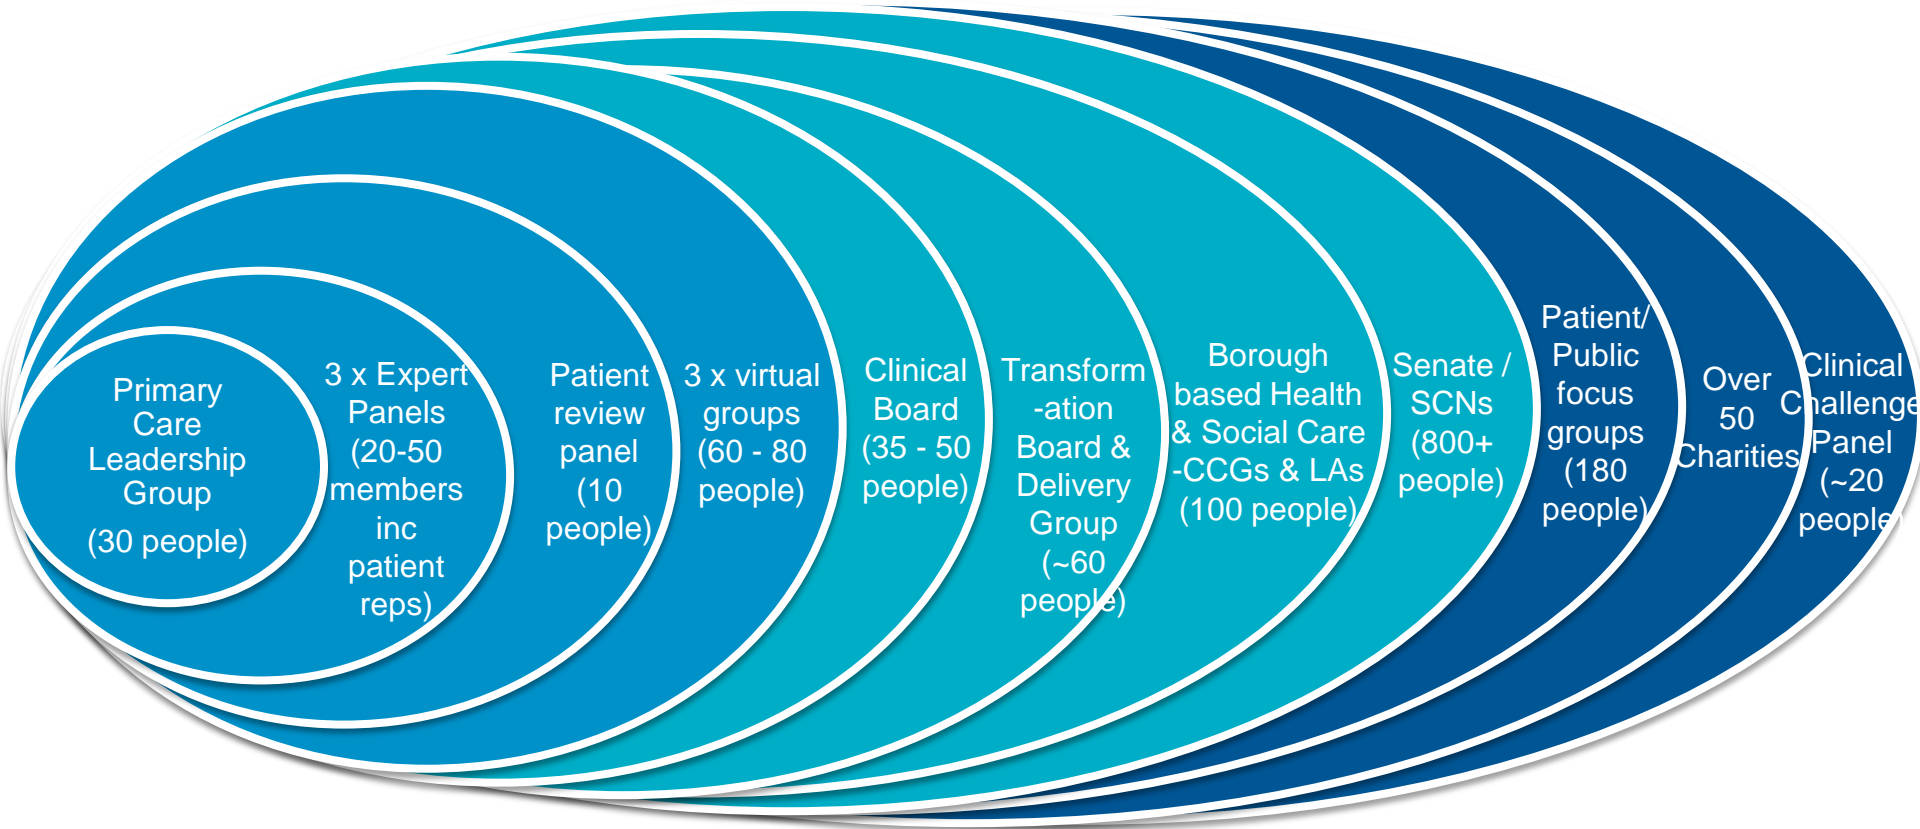 Primary
Care
Leadership
Group
(30 people)
3 x Expert
Panels
(20-50
members
inc
patient
reps)
Patient
review
panel
(10
people)
3 x virtual
groups
(60 - 80
people)
Clinical
Board
(35 - 50
people)
Transform
-ation
Board &
Delivery
Group
(~60
people)
Borough
based Health
& Social Care
-CCGs & LAs
(100 people)
Senate /
SCNs
(800+
people)
Patient/
Public
focus
groups
(180
people)
Over
50
Charities
Clinical
Challenge
Panel
(~20
people)